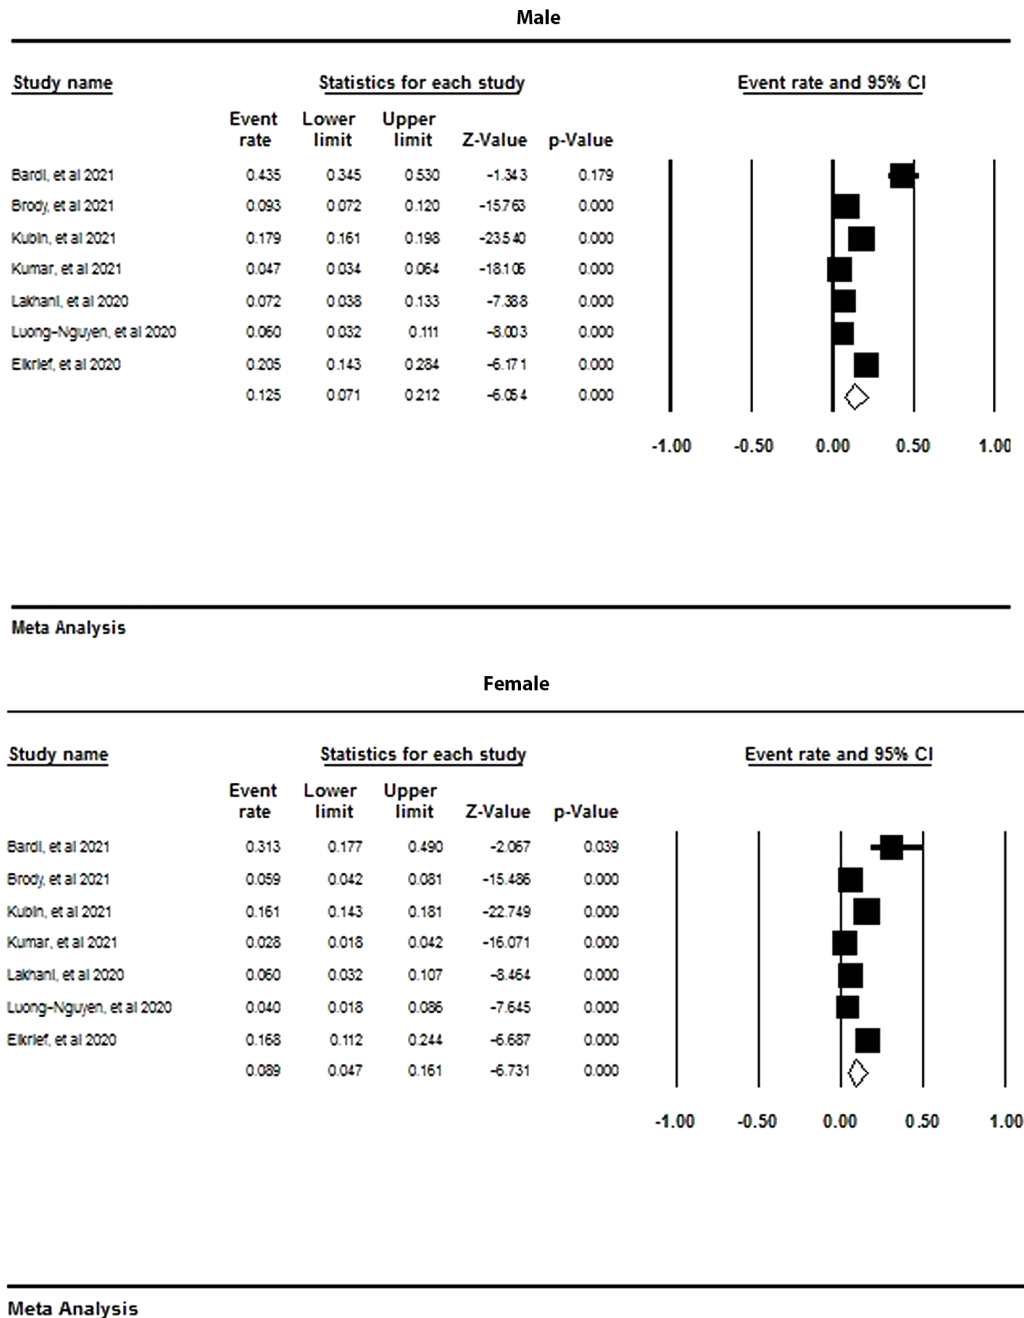 Male
Study name Statistics for each study Event rate and 95% CI
Event Lower Upper
rate limit limit Z-Value p-Value
Bardi, et al 2021 0.435 0.345 0.530 -1.343 0.179
Brody, et al 2021 0.093 0.072 0.120 -15.763 0.000
Kubin, et al 2021 0.179 0.161 0.198 -23.540 0.000
Kumar, et al 2021 0.047 0.034 0.064 -18.106 0.000
Lakhani, et al 2020 0.072 0.038 0.133 -7.388 0.000
Luong-Nguyen, et al 2020 0.060 0.032 0.111 -8.003 0.000
Elkrief, et al 2020 0.205 0.143 0.284 -6.171 0.000
0.125 0.071 0.212 -6.054 0.000
-1.00 -0.50 0.00 0.50 1.00
Meta Analysis
Female
Study name Statistics for each study Event rate and 95% CI
Event Lower Upper
rate limit limit Z-Value p-Value
Bardi, et al 2021 0.313 0.177 0.490 -2.067 0.039
Brody, et al 2021 0.059 0.042 0.081 -15.486 0.000
Kubin, et al 2021 0.161 0.143 0.181 -22.749 0.000
Kumar, et al 2021 0.028 0.018 0.042 -16.071 0.000
Lakhani, et al 2020 0.060 0.032 0.107 -8.464 0.000
Luong-Nguyen, et al 2020 0.040 0.018 0.086 -7.645 0.000
Elkrief, et al 2020 0.168 0.112 0.244 -6.687 0.000
0.089 0.047 0.161 -6.731 0.000
-1.00 -0.50 0.00 0.50 1.00
Meta Analysis